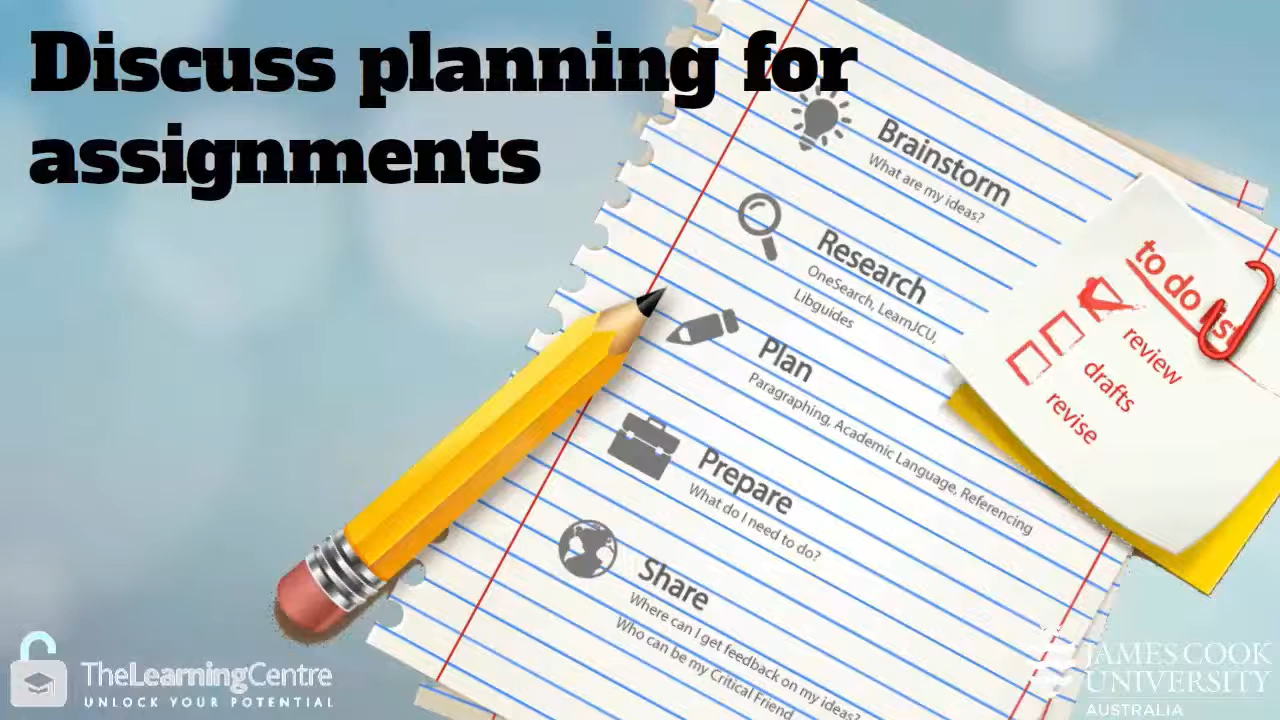 Discuss planning for
assignments
Brainstorm
What are my ideas?
Research
OneSearch, LearnJCU,
Libguides
Plan
Paragraphing, Academic Language, Referencing
Prepare
What do I need to do?
Share
Where can I get feedback on my ideas?
Who can be my Critical Friend
to do list
review
drafts
revise
TheLearningCentre
UNLOCK YOUR POTENTIAL
JAMES COOK
UNIVERSITY
AUSTRALIA